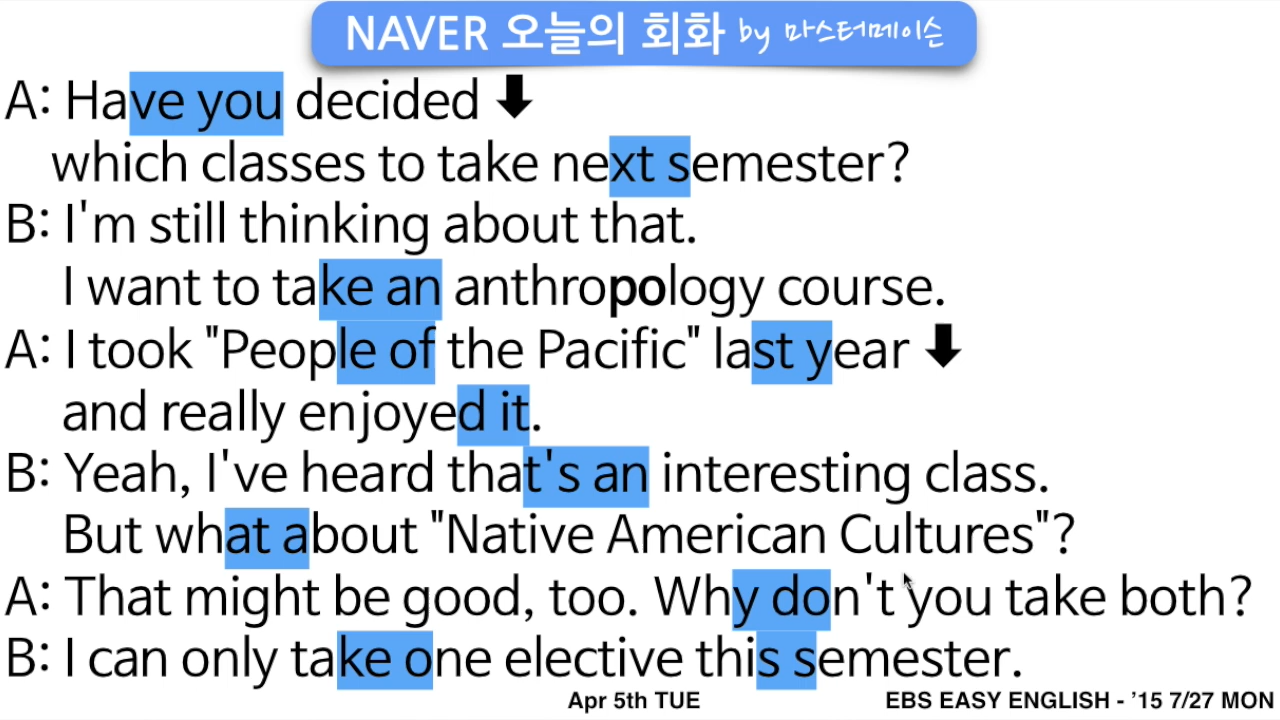 NAVER 오늘의 회화 by 마스터메이슨
A: Have you decided
which classes to take next semester?
B: I'm still thinking about that.
I want to take an anthropology course.
A: I took "People of the Pacific" last year
and really enjoyed it.
B: Yeah, I've heard that's an interesting class.
But what about "Native American Cultures"?
A: That might be good, too. Why don't you take both?
B: I can only take one elective this semester.
Apr 5th TUE
EBS EASY ENGLISH - ’15 7/27 MON